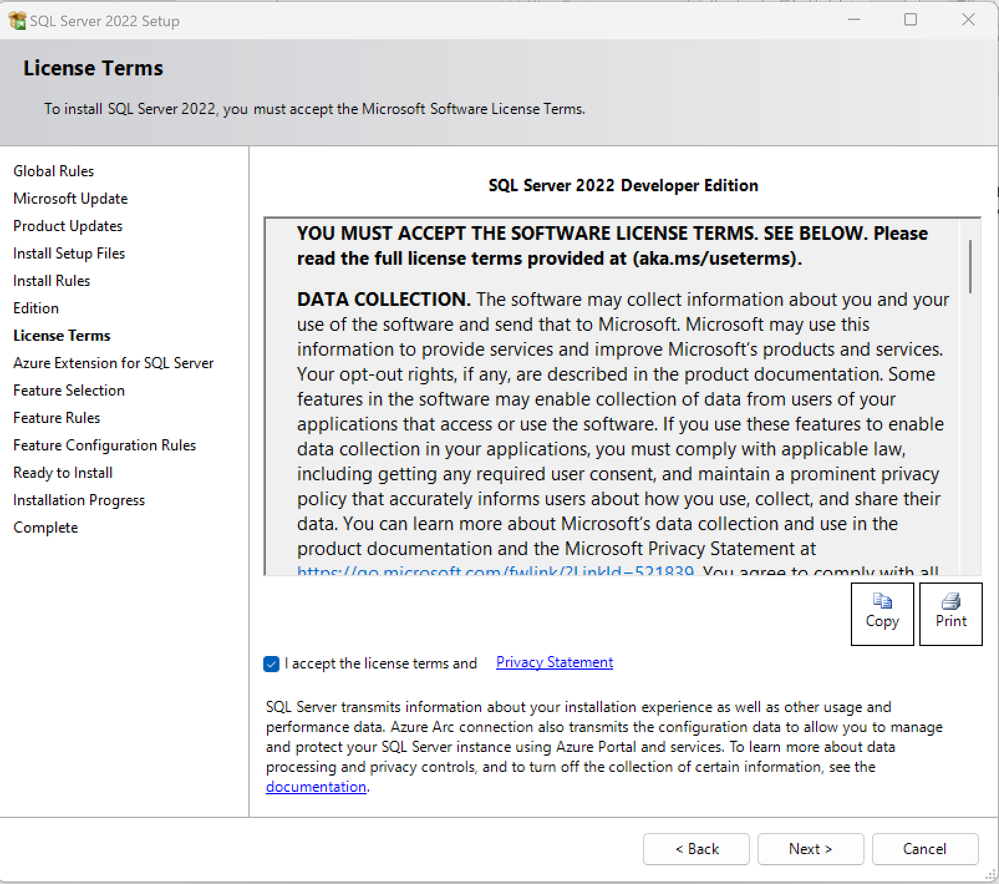 SQL Server 2022 Setup
License Terms
To install SQL Server 2022, you must accept the Microsoft Software License Terms.
Global Rules
Microsoft Update
Product Updates
Install Setup Files
Install Rules
Edition
License Terms
Azure Extension for SQL Server
Feature Selection
Feature Rules
Feature Configuration Rules
Ready to Install
Installation Progress
Complete
SQL Server 2022 Developer Edition
YOU MUST ACCEPT THE SOFTWARE LICENSE TERMS. SEE BELOW. Please
read the full license terms provided at (aka.ms/useterms).
DATA COLLECTION. The software may collect information about you and your
use of the software and send that to Microsoft. Microsoft may use this
information to provide services and improve Microsoft's products and services.
Your opt-out rights, if any, are described in the product documentation. Some
features in the software may enable collection of data from users of your
applications that access or use the software. If you use these features to enable
data collection in your applications, you must comply with applicable law,
including getting any required user consent, and maintain a prominent privacy
policy that accurately informs users about how you use, collect, and share their
data. You can learn more about Microsoft's data collection and use in the
product documentation and the Microsoft Privacy Statement at
https://go.microsoft.com/fwlink/?LinkId=521839. You agree to comply with all
Copy
Print
I accept the license terms and Privacy Statement
SQL Server transmits information about your installation experience as well as other usage and
performance data. Azure Arc connection also transmits the configuration data to allow you to manage
and protect your SQL Server instance using Azure Portal and services. To learn more about data
processing and privacy controls, and to turn off the collection of certain information, see the
documentation.
< Back
Next >
Cancel